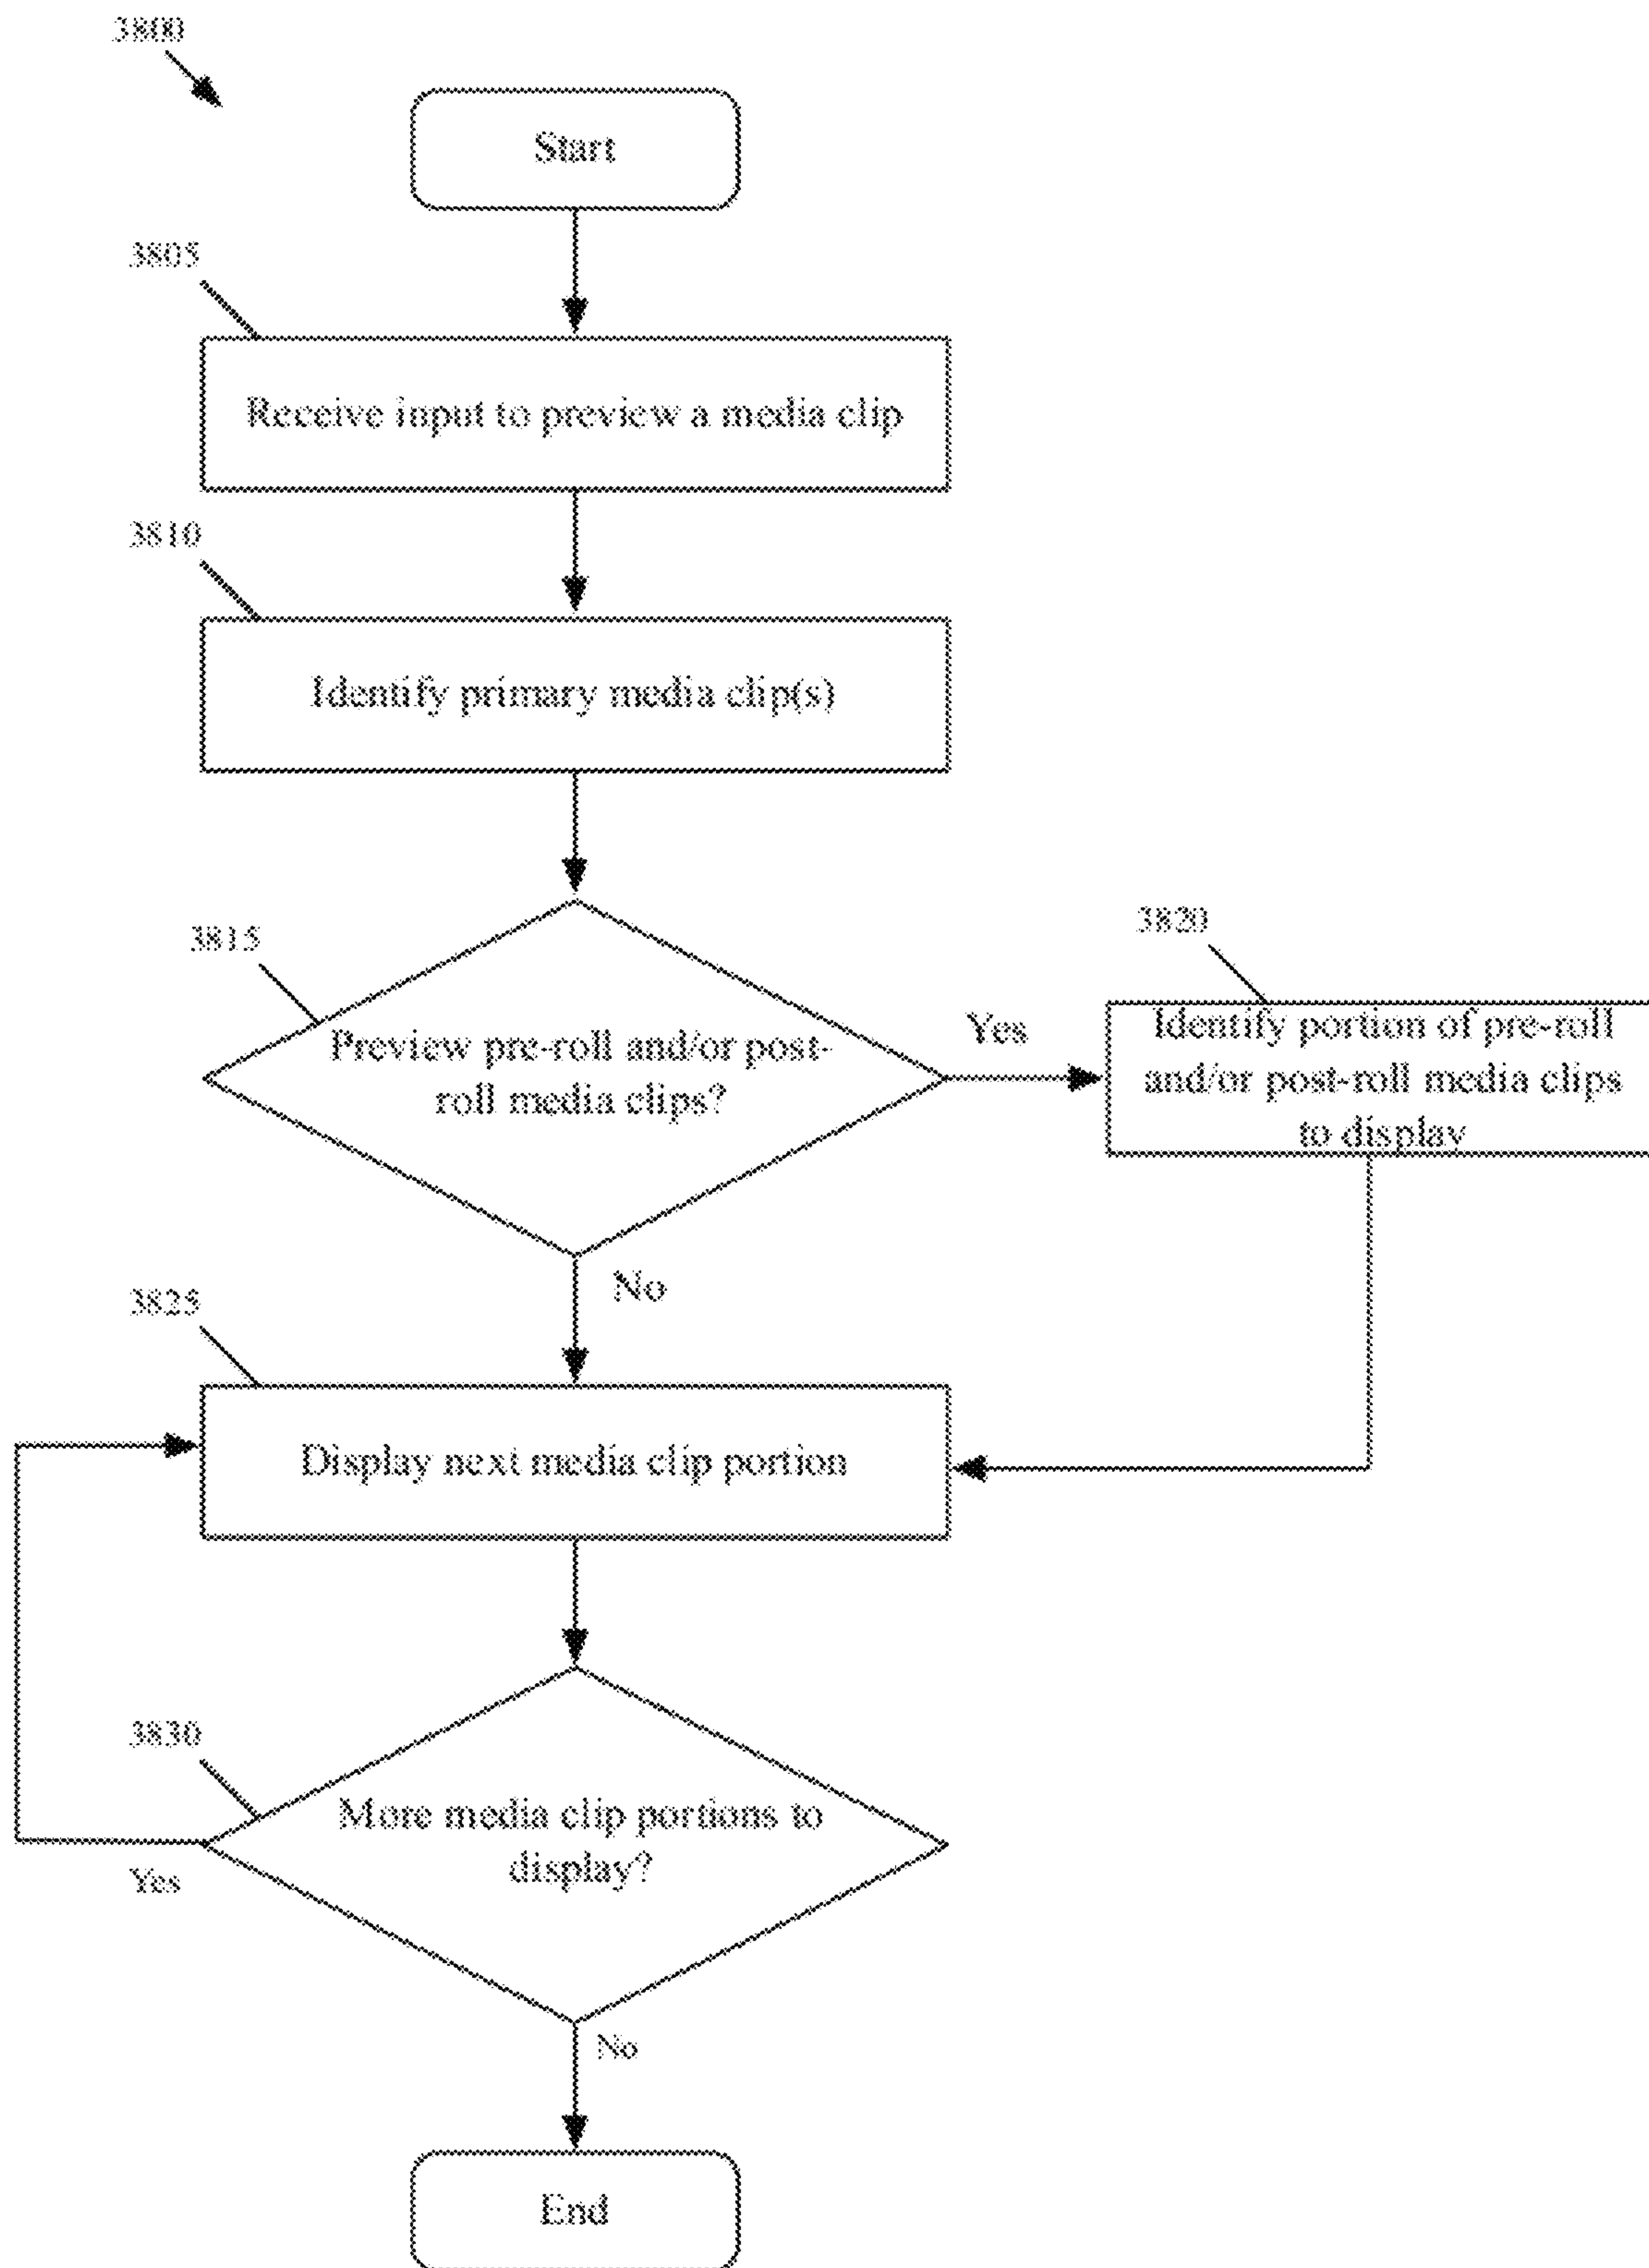 3800
Start
3805
Receive input to preview a media clip
3810
Identify primary media clip(s)
3815
Preview pre-roll and/or post-
roll media clips?
Yes
3820
Identify portion of pre-roll
and/or post-roll media clips
to display
No
3825
Display next media clip portion
3830
More media clip portions to
display?
Yes
No
End